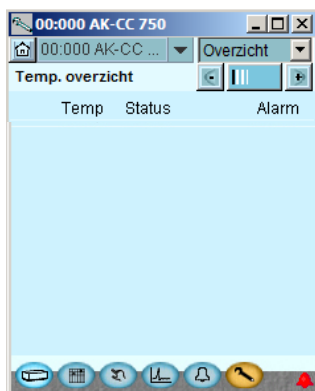 00:000 AK-CC 750
00:000 AK-CC ... Overzicht
Temp. overzicht
Temp Status Alarm